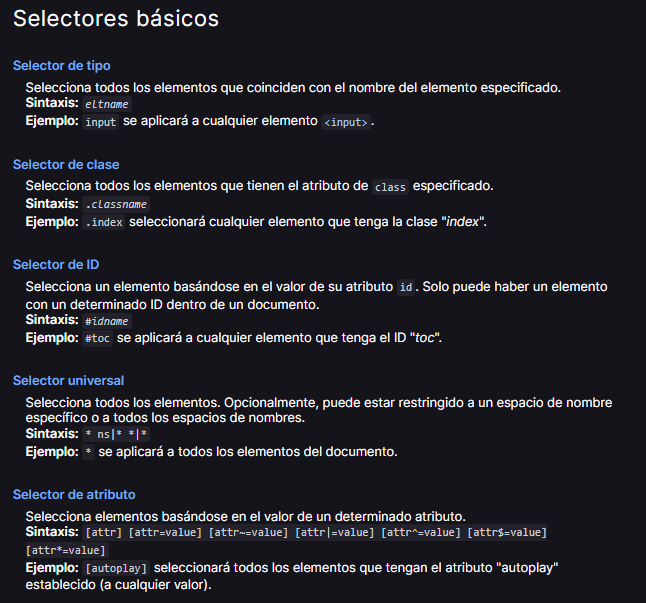 Selectores básicos
Selector de tipo
Selecciona todos los elementos que coinciden con el nombre del elemento especificado.
Sintaxis: eltname
Ejemplo: input se aplicará a cualquier elemento <input>.
Selector de clase
Selecciona todos los elementos que tienen el atributo de class especificado.
Sintaxis: .classname
Ejemplo: .index seleccionará cualquier elemento que tenga la clase "index".
Selector de ID
Selecciona un elemento basándose en el valor de su atributo id. Solo puede haber un elemento
con un determinado ID dentro de un documento.
Sintaxis: #idname
Ejemplo: #toc se aplicará a cualquier elemento que tenga el ID "toc".
Selector universal
Selecciona todos los elementos. Opcionalmente, puede estar restringido a un espacio de nombre
específico o a todos los espacios de nombres.
Sintaxis: * ns|* *|*
Ejemplo: * se aplicará a todos los elementos del documento.
Selector de atributo
Selecciona elementos basándose en el valor de un determinado atributo.
Sintaxis: [attr] [attr=value] [attr~=value] [attr|=value] [attr^=value] [attr$=value]
[attr*=value]
Ejemplo: [autoplay] seleccionará todos los elementos que tengan el atributo "autoplay"
establecido (a cualquier valor).